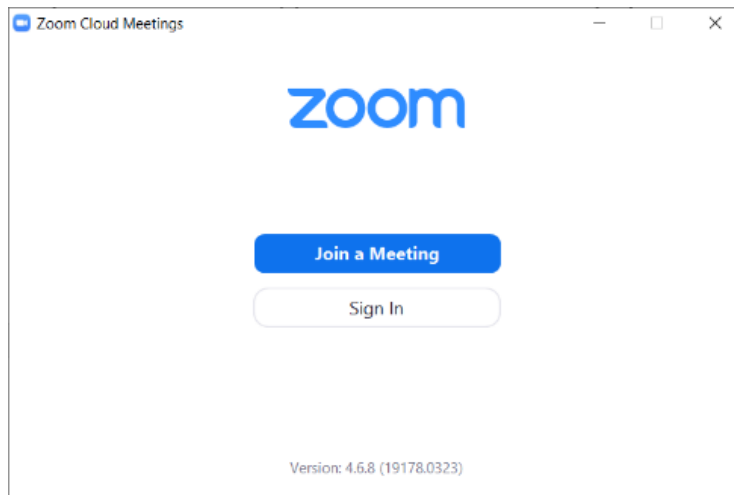 Zoom Cloud Meetings
zoom
Join a Meeting
Sign In
Version: 4.6.8 (19178.0323)